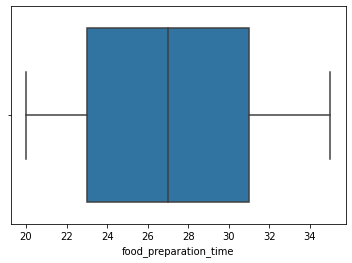 20 22 24 26 28 30 32 34
food_preparation_time